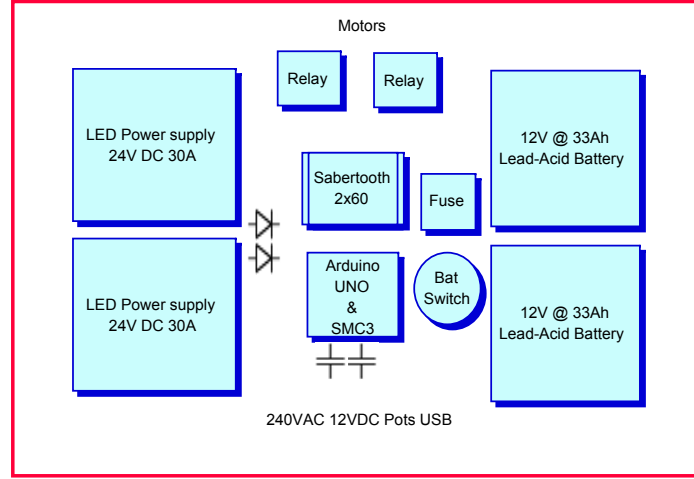 Motors
Relay
Relay
LED Power supply
24V DC 30A
12V @ 33Ah
Lead-Acid Battery
Sabertooth
2x60
Fuse
LED Power supply
24V DC 30A
Arduino
UNO
&
SMC3
Bat
Switch
12V @ 33Ah
Lead-Acid Battery
240VAC 12VDC Pots USB